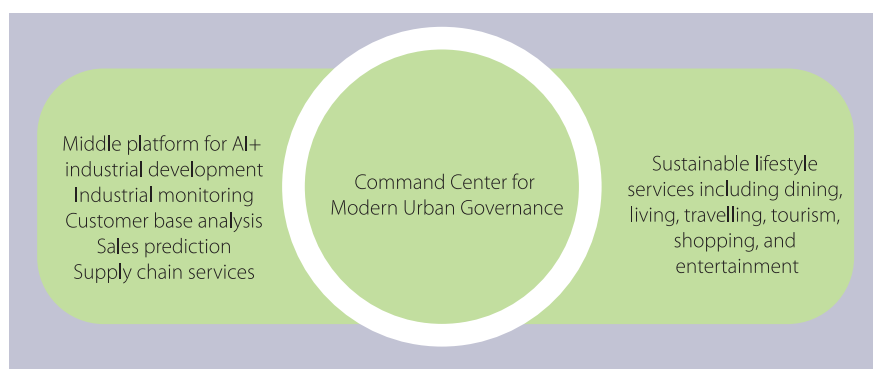 Middle platform for AI+
industrial development
Industrial monitoring
Customer base analysis
Sales prediction
Supply chain services
Command Center for
Modern Urban Governance
Sustainable lifestyle
services including dining,
living, travelling, tourism,
shopping, and
entertainment